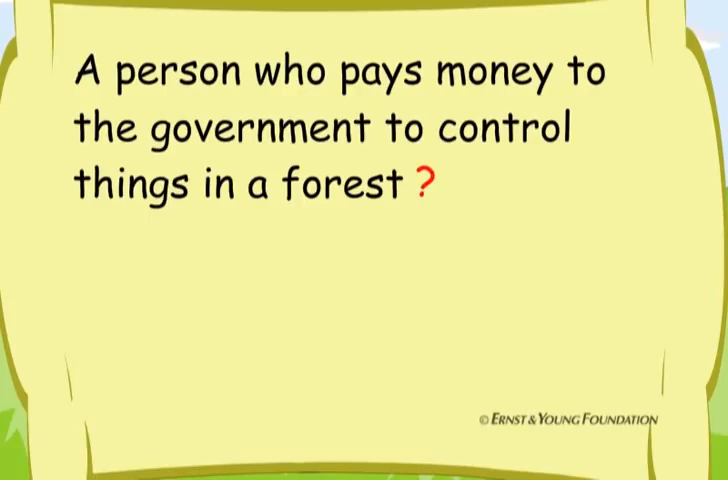 A person who pays money to
the government to control
things in a forest ?
© ERNST & YOUNG FOUNDATION